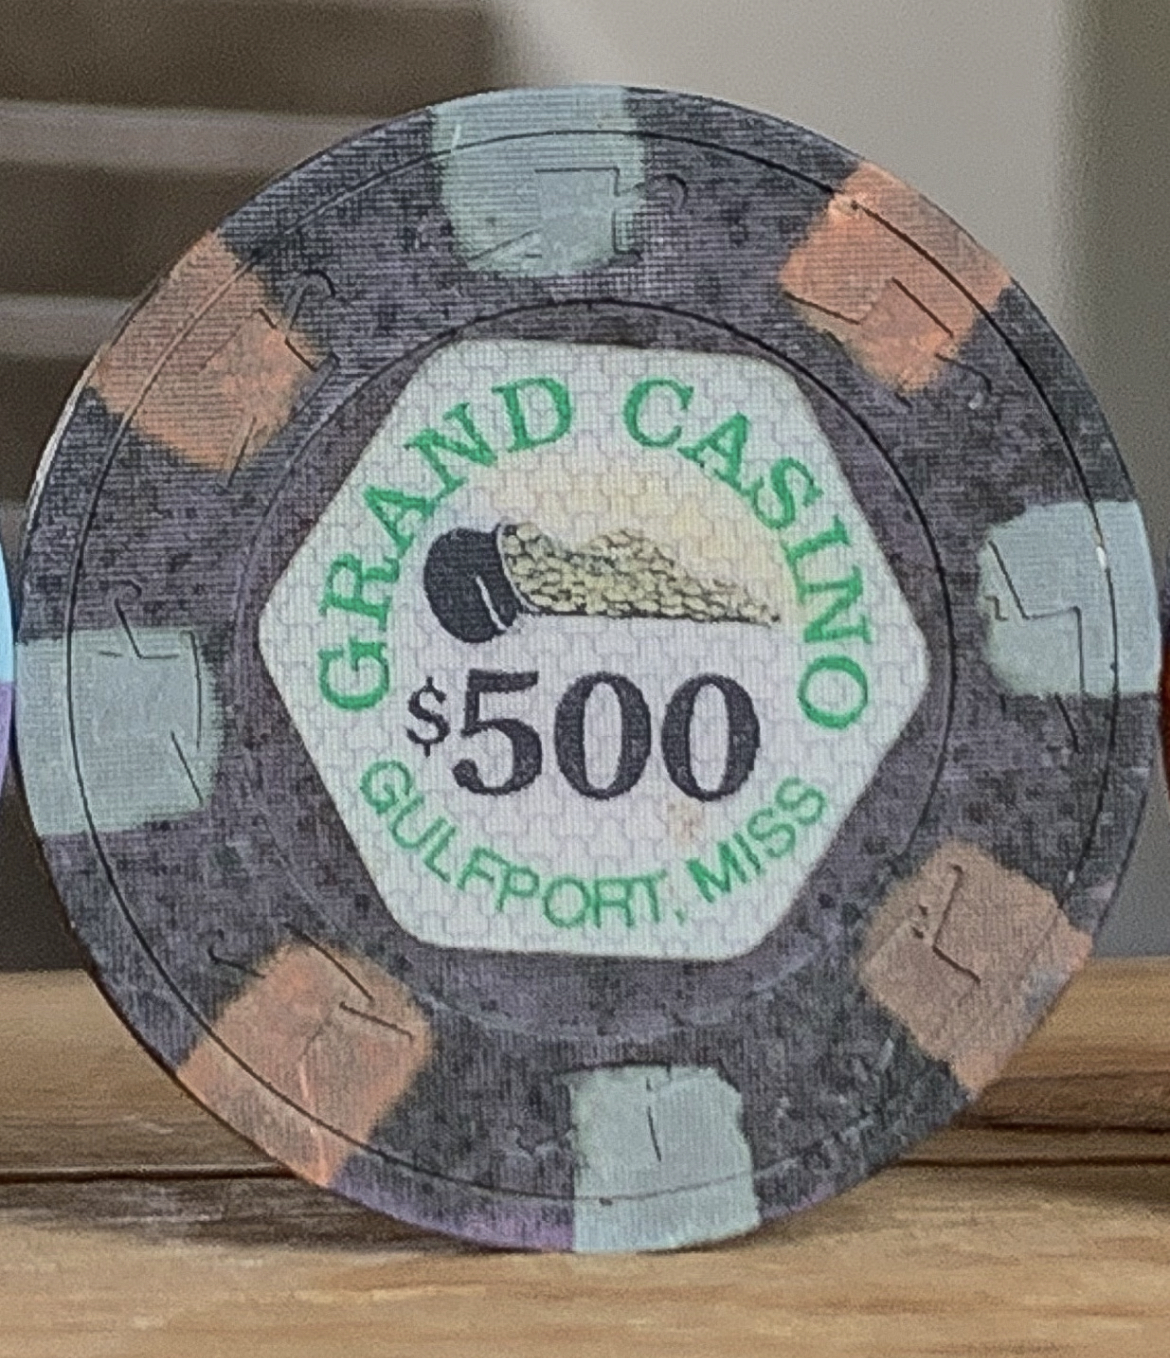 GRAND CASINO
$500
GULFPORT, MISS